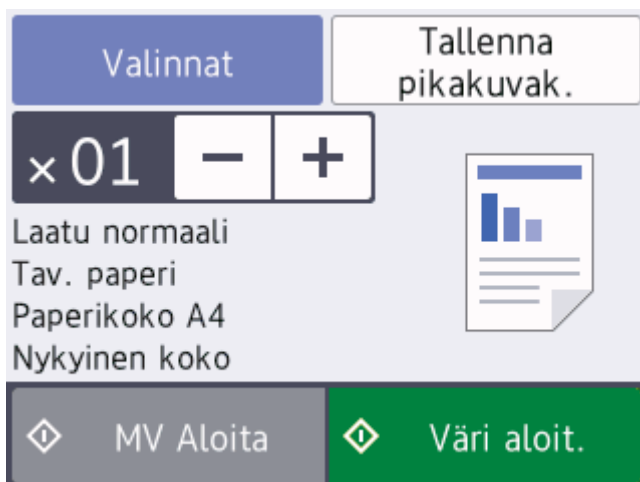 Valinnat
Tallenna
pikakuvak.
×01 − +
Laatu normaali
Tav. paperi
Paperikoko A4
Nykyinen koko
MV Aloita
Väri aloit.